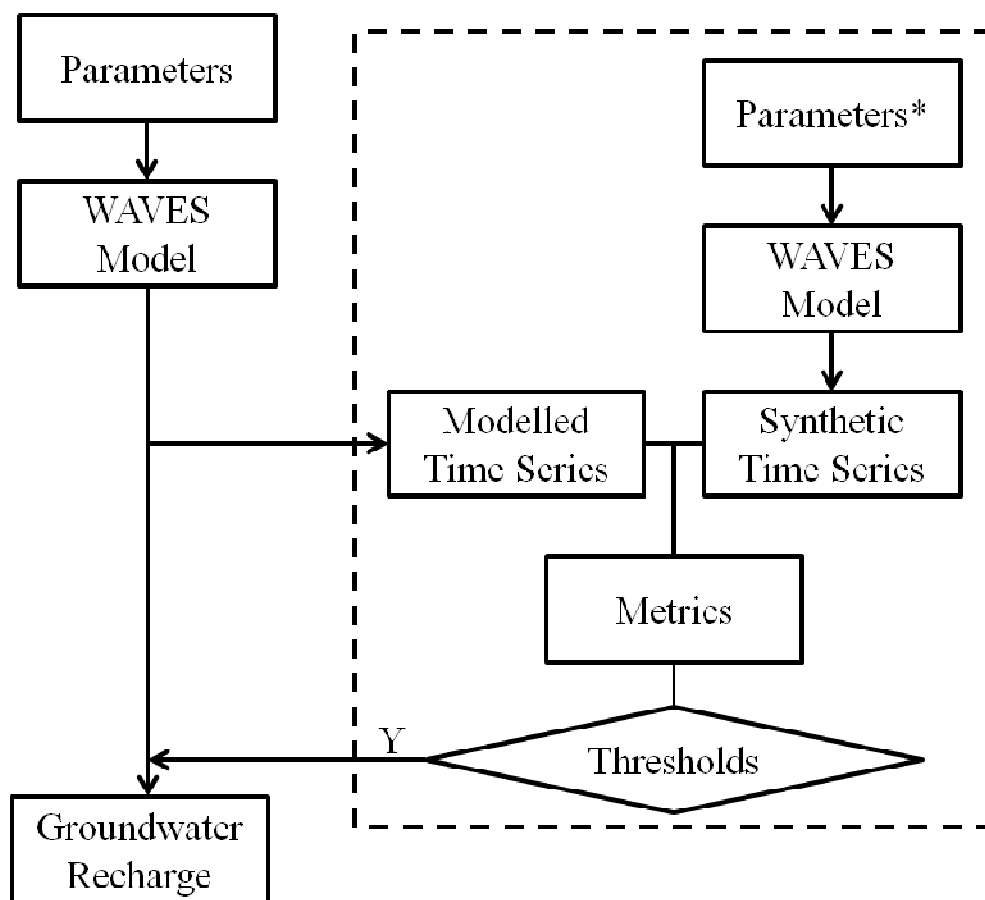 Parameters
WAVES
Model
Parameters*
WAVES
Model
Modelled
Time Series
Synthetic
Time Series
Metrics
Thresholds
Y
Groundwater
Recharge